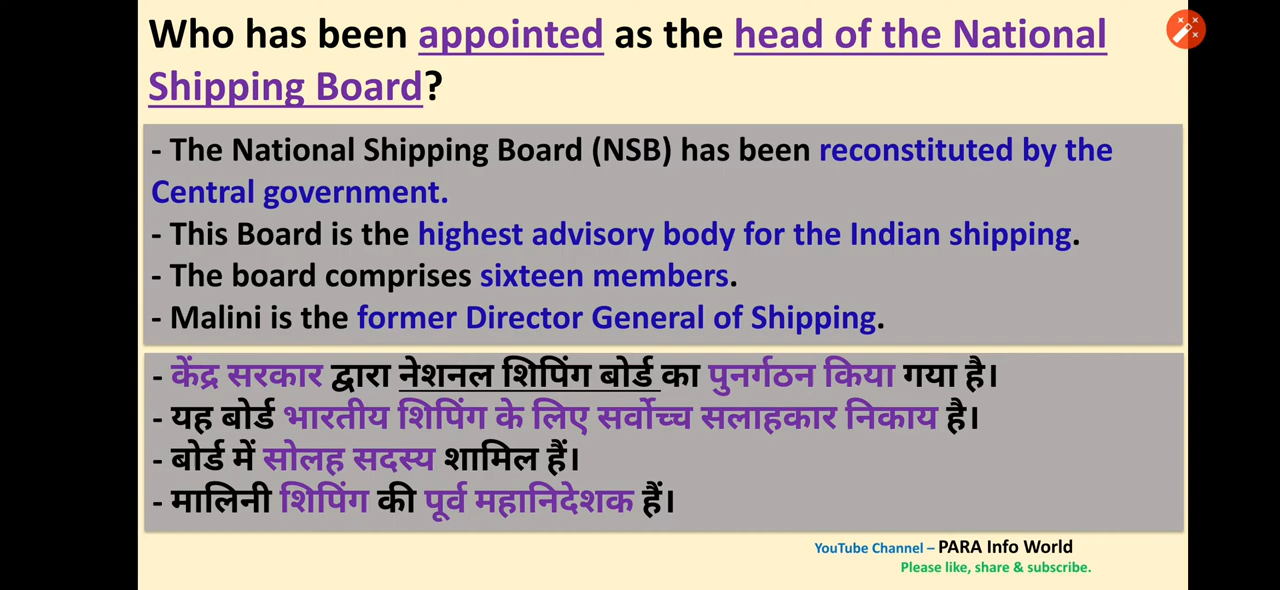 Who has been appointed as the head of the National
Shipping Board?
- The National Shipping Board (NSB) has been reconstituted by the
Central government.
- This Board is the highest advisory body for the Indian shipping.
- The board comprises sixteen members.
- Malini is the former Director General of Shipping.
- केंद्र सरकार द्वारा नेशनल शिपिंग बोर्ड का पुनर्गठन किया गया है।
- यह बोर्ड भारतीय शिपिंग के लिए सर्वोच्च सलाहकार निकाय है।
- बोर्ड में सोलह सदस्य शामिल हैं।
- मालिनी शिपिंग की पूर्व महानिदेशक हैं।
YouTube Channel – PARA Info World
Please like, share & subscribe.